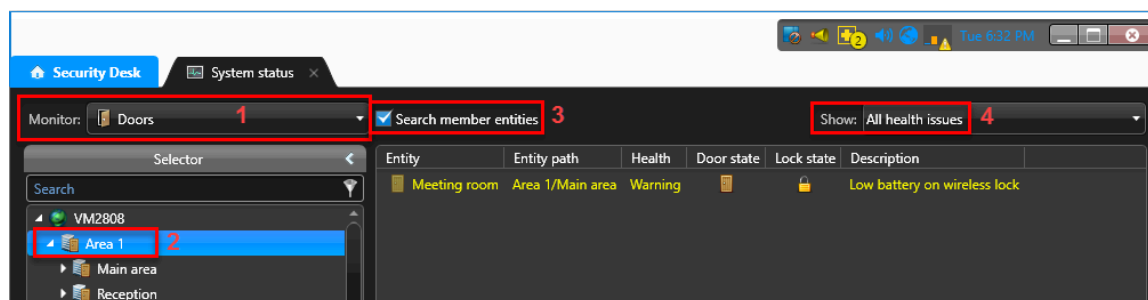 2 Tue 6:32 PM
Security Desk System status
Monitor: Doors 1 Search member entities 3 Show: All health issues 4
Selector Entity Entity path Health Door state Lock state Description
Search Meeting room Area 1/Main area Warning Low battery on wireless lock
VM2808
Area 1 2
Main area
Reception